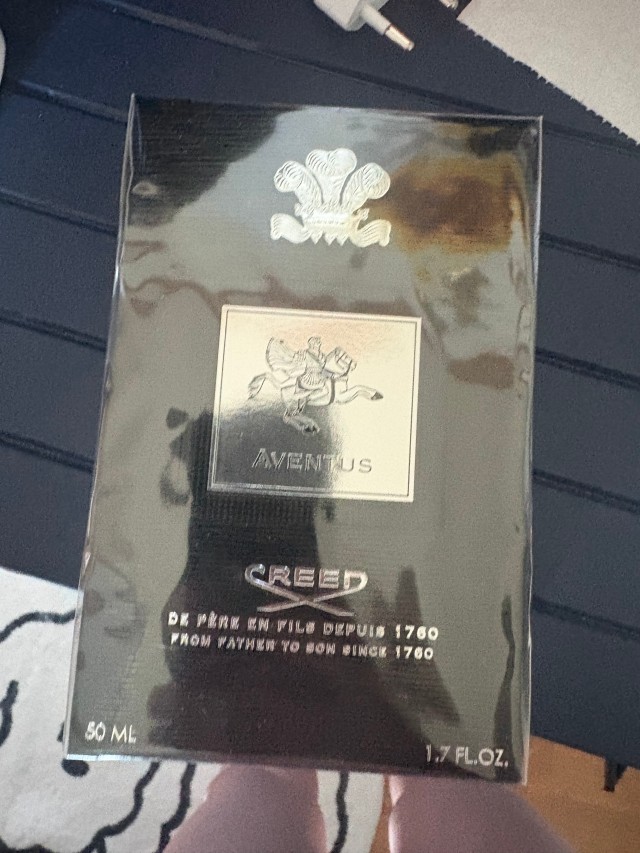 AVENTUS
CREED
DE PÈRE EN FILS DEPUIS 1760
FROM FATHER TO SON SINCE 1760
50 ML
1.7 FL.OZ.